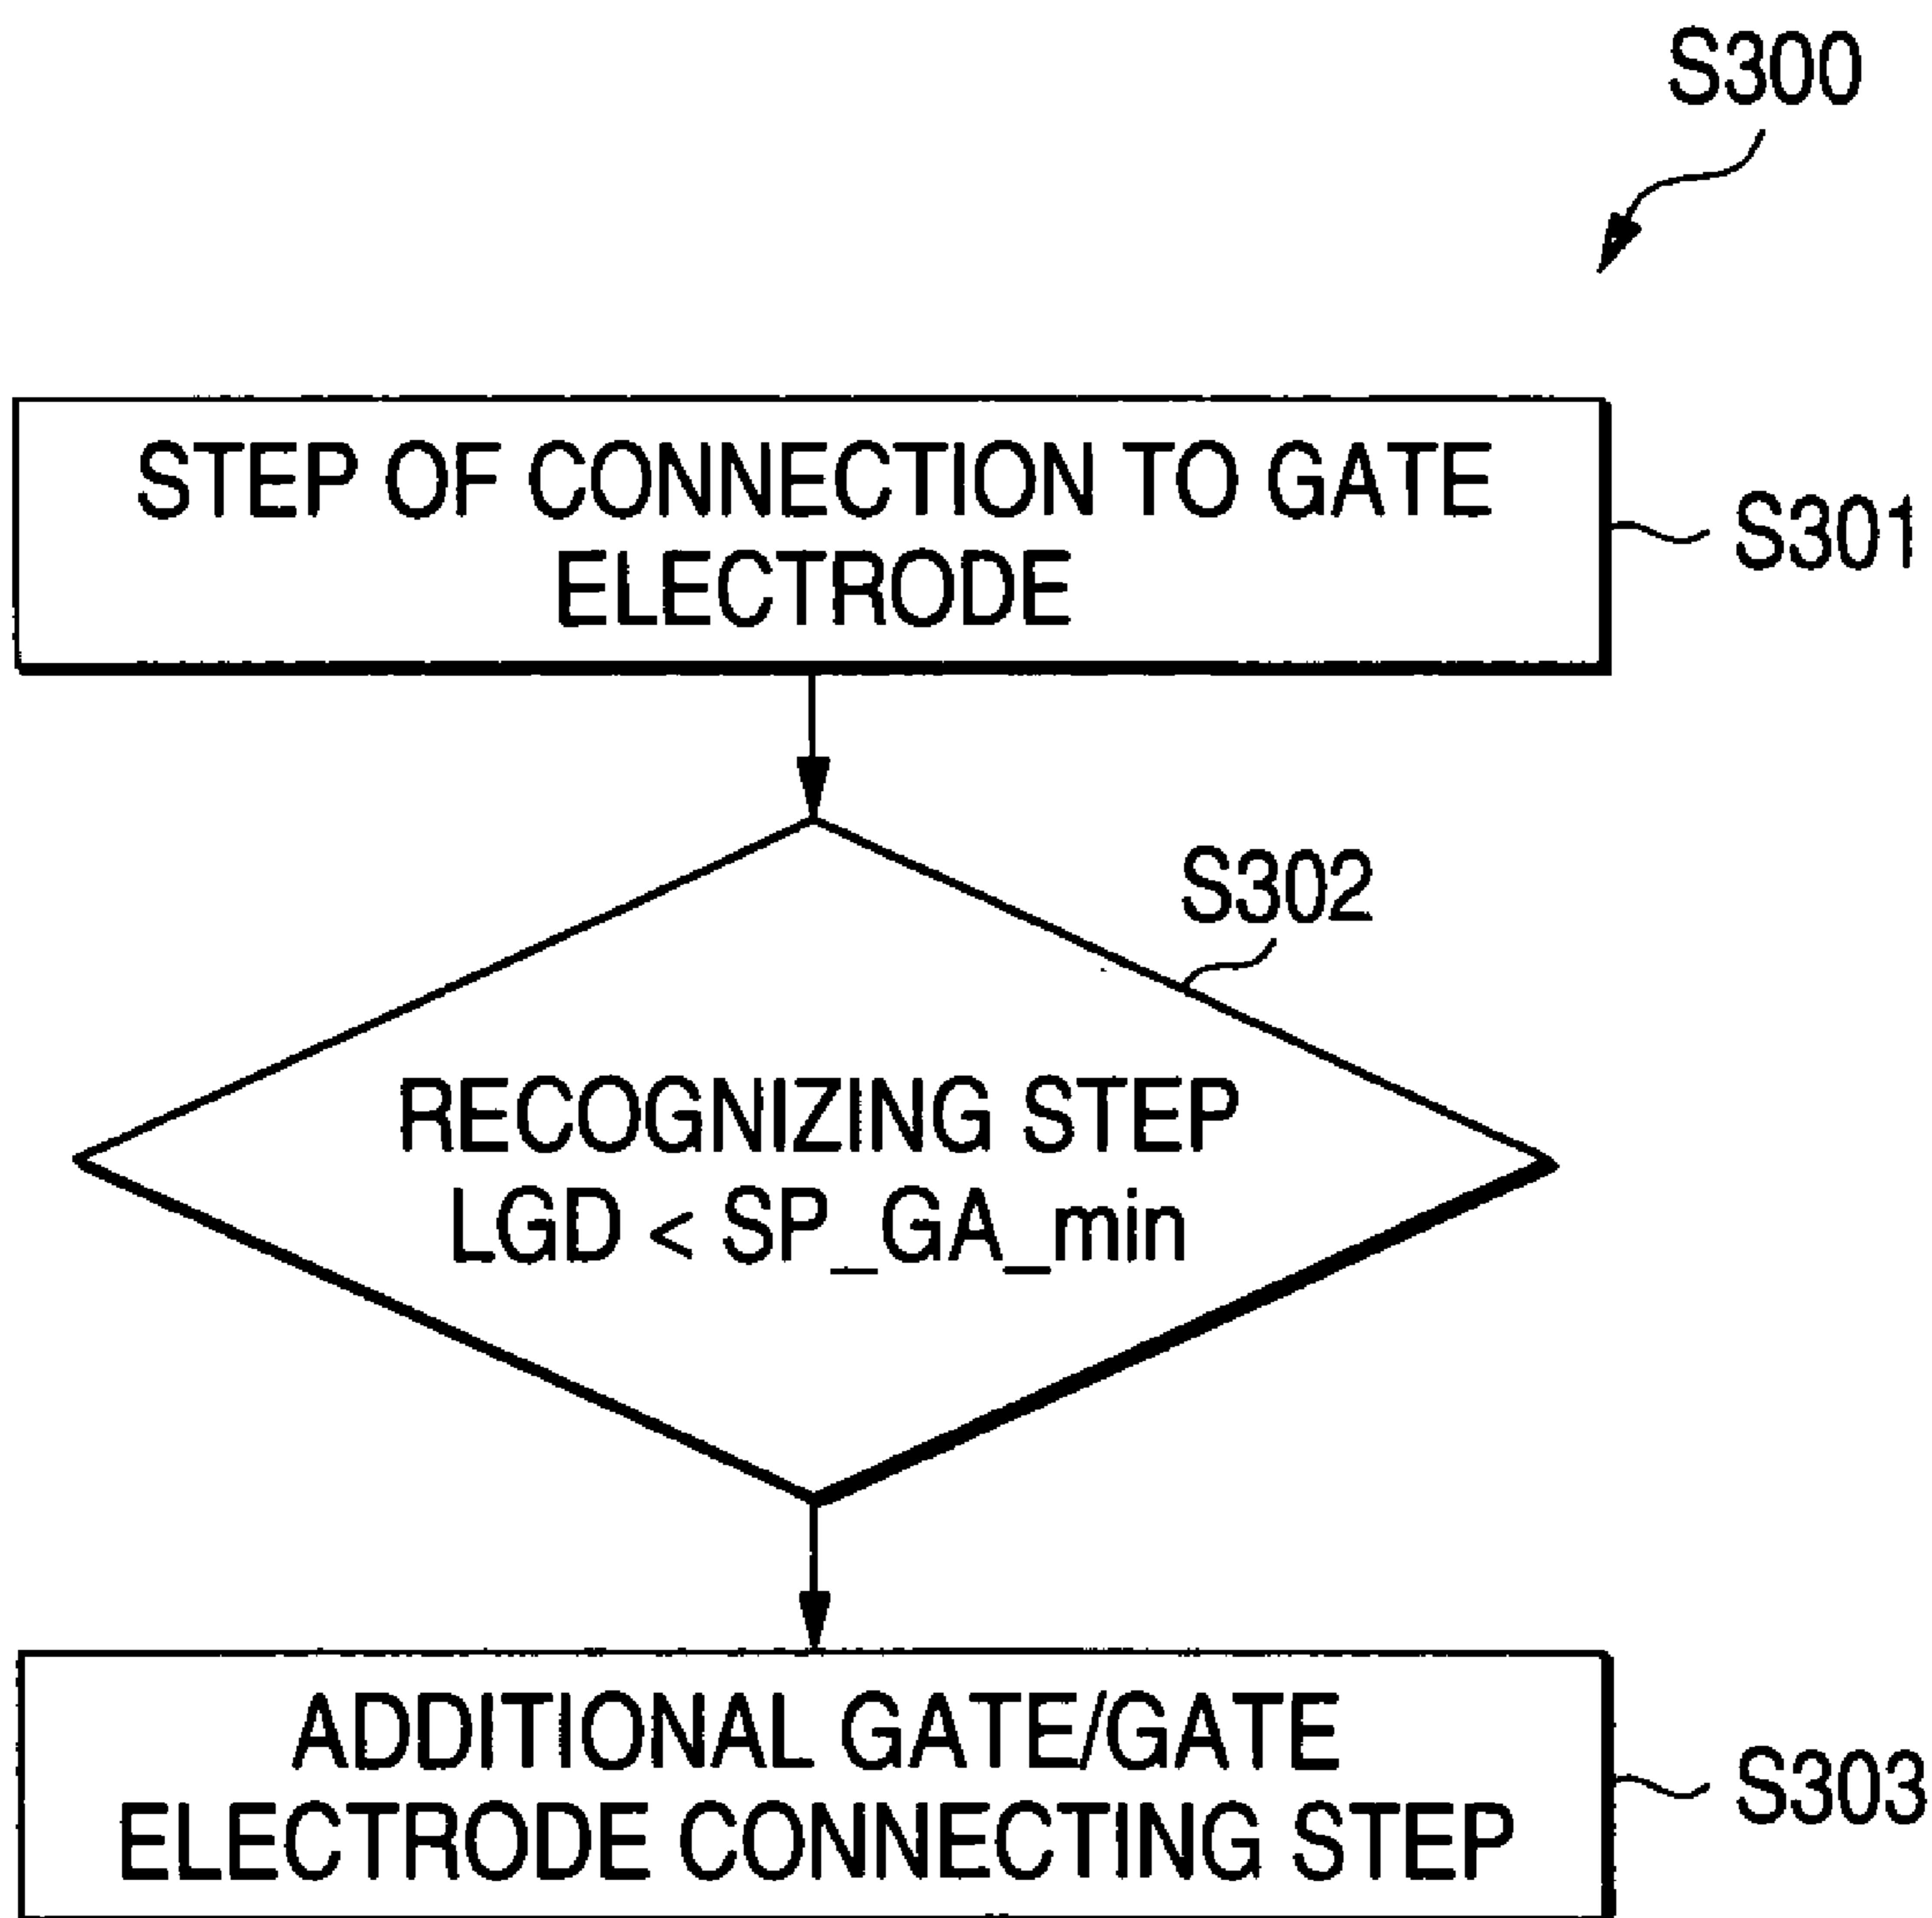 S300
STEP OF CONNECTION TO GATE
ELECTRODE
S301
S302
RECOGNIZING STEP
LGD < SP_GA_min
ADDITIONAL GATE/GATE
ELECTRODE CONNECTING STEP
S303